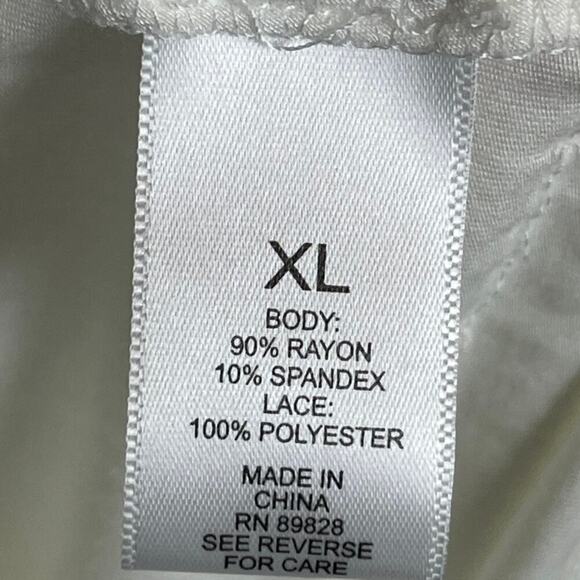 XL
BODY:
90% RAYON
10% SPANDEX
LACE:
100% POLYESTER
MADE IN
CHINA
RN 89828
SEE REVERSE
FOR CARE